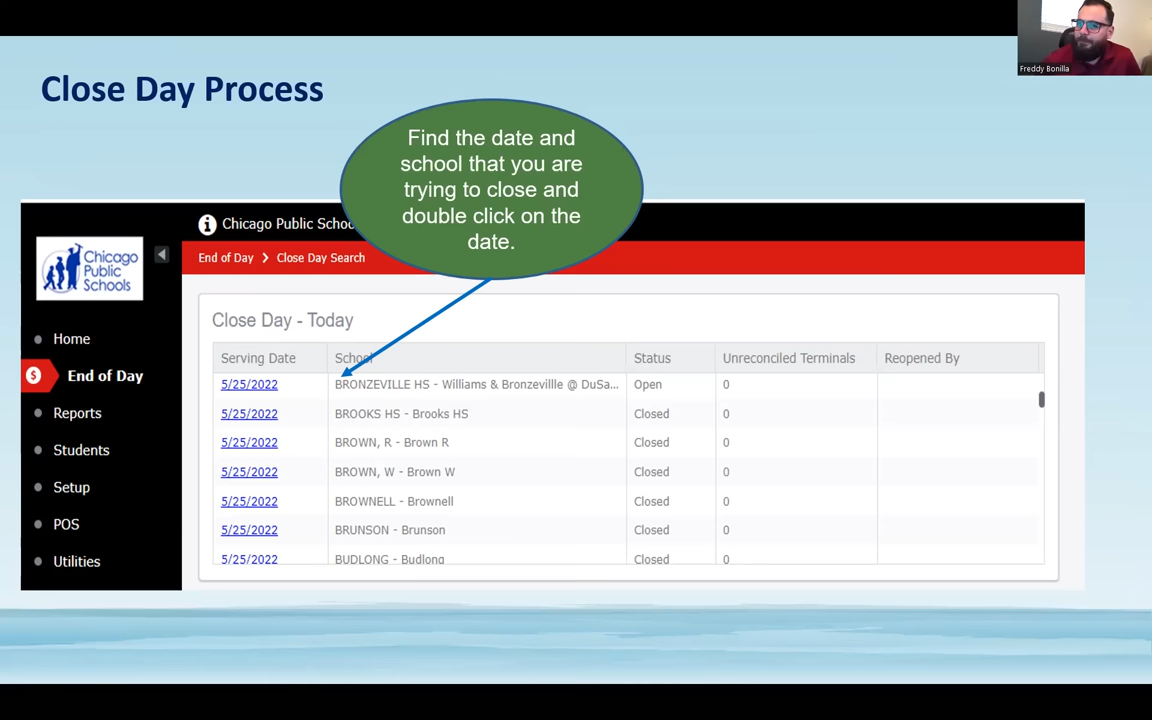 Freddy Bonilla
Close Day Process
Find the date and
school that you are
trying to close and
double click on the
date.
Chicago Public Schoo
Chicago
Public
Schools
End of Day > Close Day Search
Home
End of Day
Reports
Students
Setup
POS
Utilities
Close Day - Today
Serving Date School Status Unreconciled Terminals Reopened By
5/25/2022 BRONZEVILLE HS - Williams & Bronzevillle @ DuSa... Open 0
5/25/2022 BROOKS HS - Brooks HS Closed 0
5/25/2022 BROWN, R - Brown R Closed 0
5/25/2022 BROWN, W - Brown W Closed 0
5/25/2022 BROWNELL - Brownell Closed 0
5/25/2022 BRUNSON - Brunson Closed 0
5/25/2022 BUDLONG - Budlong Closed 0